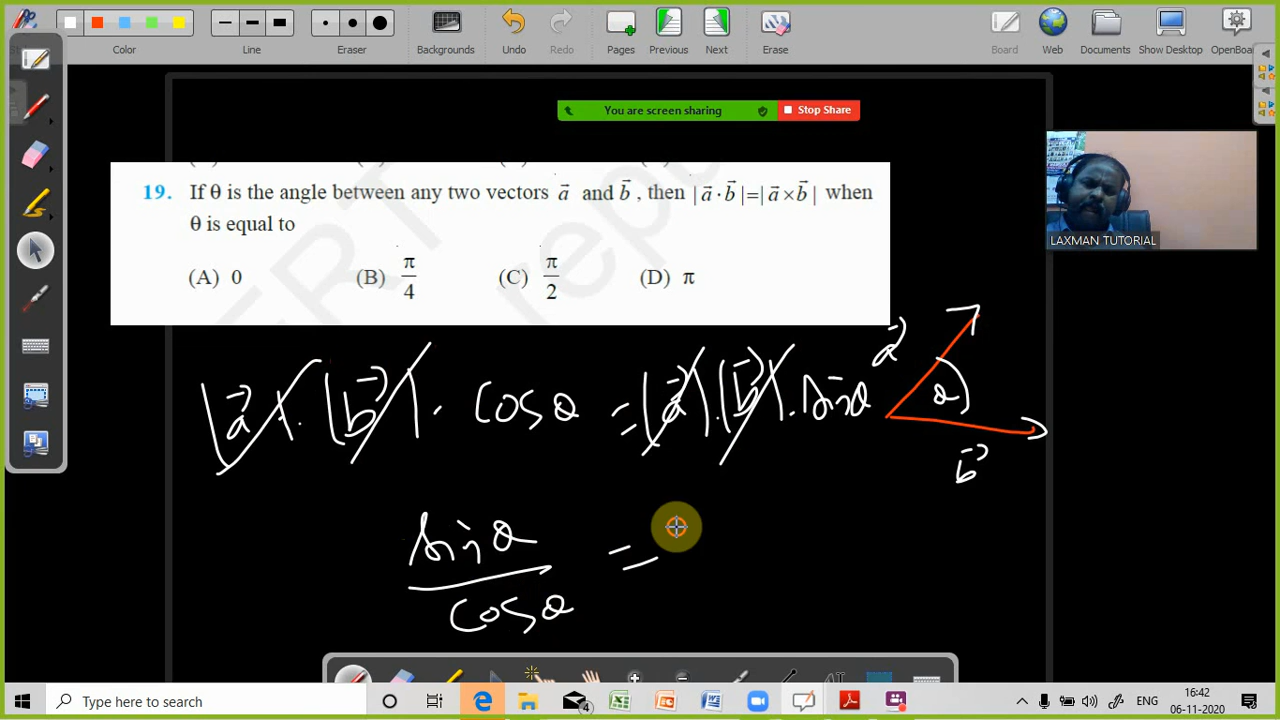 Color
Line
Eraser
Backgrounds
Undo
Redo
Pages
Previous
Next
Erase
Board
Web
Documents
Show Desktop
OpenBoa
You are screen sharing
Stop Share
19. If θ is the angle between any two vectors a⃗ and b⃗, then |a⃗ · b⃗|=|a⃗ × b⃗| when
θ is equal to
(A) 0 (B) π/4 (C) π/2 (D) π
LAXMAN TUTORIAL
|a⃗|.|b⃗|. cosθ = |a⃗|.|b⃗|. sinθ
a⃗
θ
b⃗
sinθ/cosθ =
Type here to search
4
ENG
16:42
06-11-2020